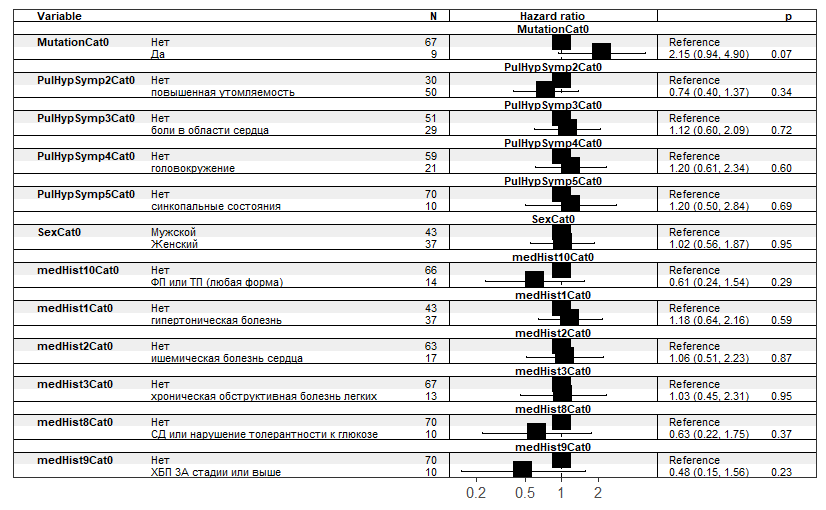 Variable N Hazard ratio p
MutationCat0
MutationCat0 Нет 67 Reference
Да 9 2.15 (0.94, 4.90) 0.07
PulHypSymp2Cat0
PulHypSymp2Cat0 Нет 30 Reference
повышенная утомляемость 50 0.74 (0.40, 1.37) 0.34
PulHypSymp3Cat0
PulHypSymp3Cat0 Нет 51 Reference
боли в области сердца 29 1.12 (0.60, 2.09) 0.72
PulHypSymp4Cat0
PulHypSymp4Cat0 Нет 59 Reference
головокружение 21 1.20 (0.61, 2.34) 0.60
PulHypSymp5Cat0
PulHypSymp5Cat0 Нет 70 Reference
синкопальные состояния 10 1.20 (0.50, 2.84) 0.69
SexCat0
SexCat0 Мужской 43 Reference
Женский 37 1.02 (0.56, 1.87) 0.95
medHist10Cat0
medHist10Cat0 Нет 66 Reference
ФП или ТП (любая форма) 14 0.61 (0.24, 1.54) 0.29
medHist1Cat0
medHist1Cat0 Нет 43 Reference
гипертоническая болезнь 37 1.18 (0.64, 2.16) 0.59
medHist2Cat0
medHist2Cat0 Нет 63 Reference
ишемическая болезнь сердца 17 1.06 (0.51, 2.23) 0.87
medHist3Cat0
medHist3Cat0 Нет 67 Reference
хроническая обструктивная болезнь легких 13 1.03 (0.45, 2.31) 0.95
medHist8Cat0
medHist8Cat0 Нет 70 Reference
СД или нарушение толерантности к глюкозе 10 0.63 (0.22, 1.75) 0.37
medHist9Cat0
medHist9Cat0 Нет 70 Reference
ХБП 3А стадии или выше 10 0.48 (0.15, 1.56) 0.23
0.2 0.5 1 2